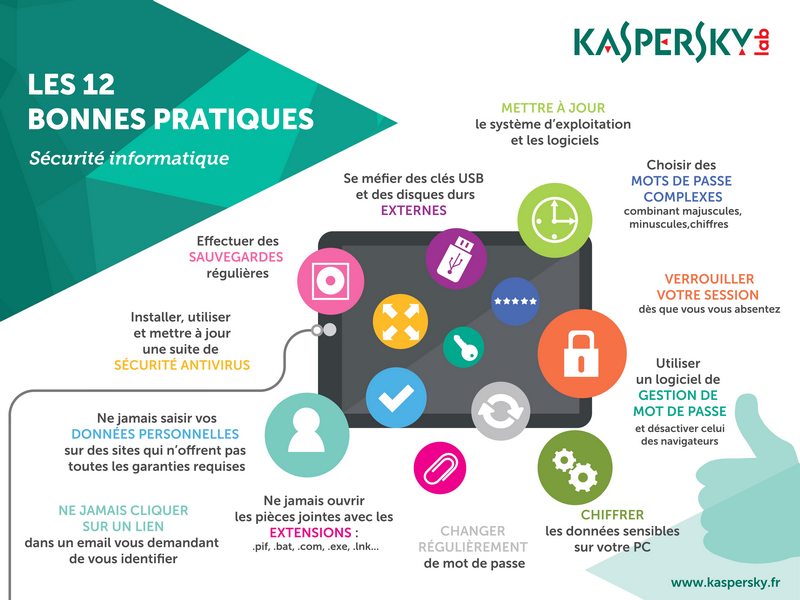 KASPERSKY lab
LES 12
BONNES PRATIQUES
Sécurité informatique
METTRE À JOUR
le système d'exploitation
et les logiciels
Se méfier des clés USB
et des disques durs
EXTERNES
Choisir des
MOTS DE PASSE
COMPLEXES
combinant majuscules,
minuscules,chiffres
Effectuer des
SAUVEGARDES
régulières
VERROUILLER
VOTRE SESSION
dès que vous vous absentez
Installer, utiliser
et mettre à jour
une suite de
SÉCURITÉ ANTIVIRUS
Utiliser
un logiciel de
GESTION DE
MOT DE PASSE
et désactiver celui
des navigateurs
Ne jamais saisir vos
DONNÉES PERSONNELLES
sur des sites qui n'offrent pas
toutes les garanties requises
NE JAMAIS CLIQUER
SUR UN LIEN
dans un email vous demandant
de vous identifier
Ne jamais ouvrir
les pièces jointes avec les
EXTENSIONS :
.pif, .bat, .com, .exe, .lnk...
CHANGER
RÉGULIÈREMENT
de mot de passe
CHIFFRER
les données sensibles
sur votre PC
www.kaspersky.fr